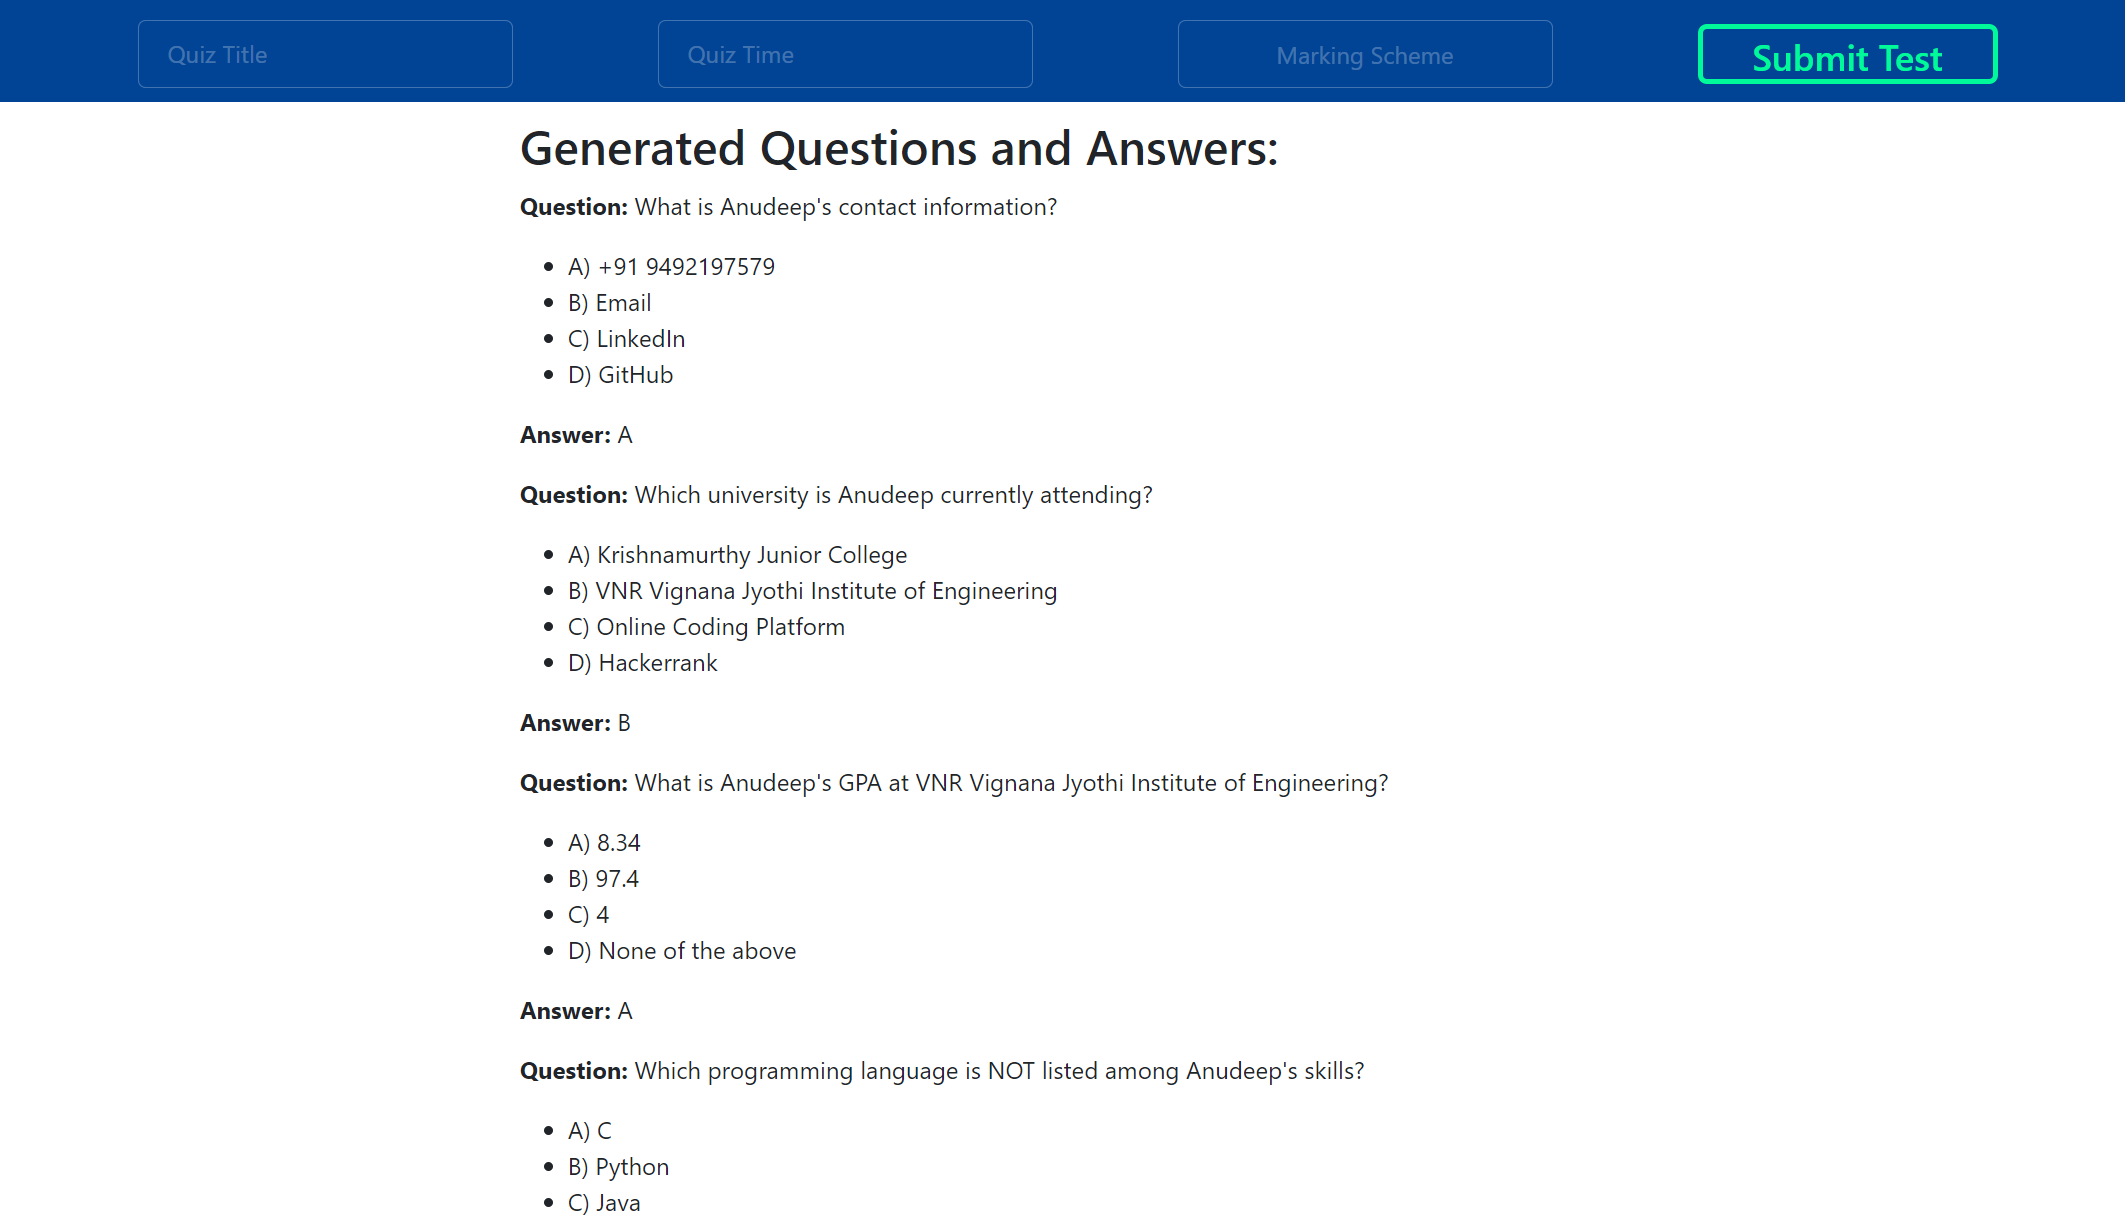 Quiz Title
Quiz Time
Marking Scheme
Submit Test
Generated Questions and Answers:
Question: What is Anudeep's contact information?
A) +91 9492197579
B) Email
C) LinkedIn
D) GitHub
Answer: A
Question: Which university is Anudeep currently attending?
A) Krishnamurthy Junior College
B) VNR Vignana Jyothi Institute of Engineering
C) Online Coding Platform
D) Hackerrank
Answer: B
Question: What is Anudeep's GPA at VNR Vignana Jyothi Institute of Engineering?
A) 8.34
B) 97.4
C) 4
D) None of the above
Answer: A
Question: Which programming language is NOT listed among Anudeep's skills?
A) C
B) Python
C) Java